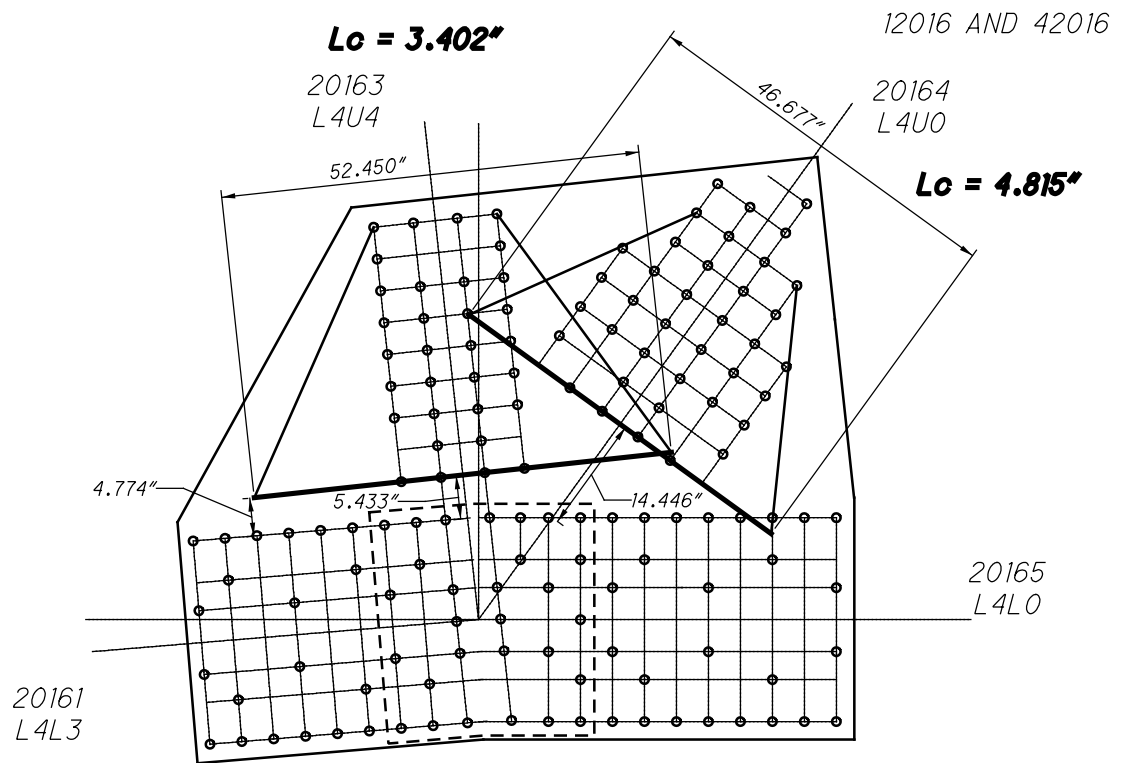 12016 AND 42016
Lc = 3.402"
20163
L4U4
46.677"
20164
L4U0
52.450"
Lc = 4.815"
4.774"
5.433"
14.446"
20165
L4L0
20161
L4L3